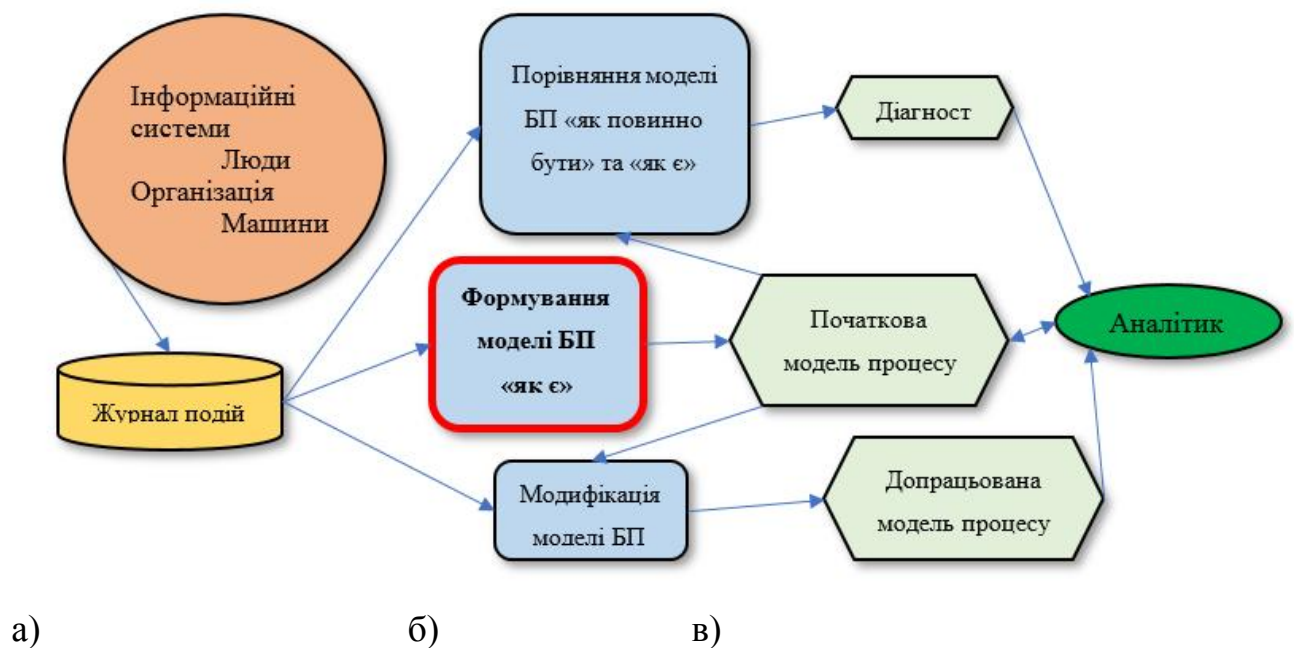 Інформаційні
системи
Люди
Організація
Машини
Журнал подій
Порівняння моделі
БП «як повинно
бути» та «як є»
Формування
моделі БП
«як є»
Модифікація
моделі БП
Діагност
Початкова
модель процесу
Допрацьована
модель процесу
Аналітик
а)
б)
в)